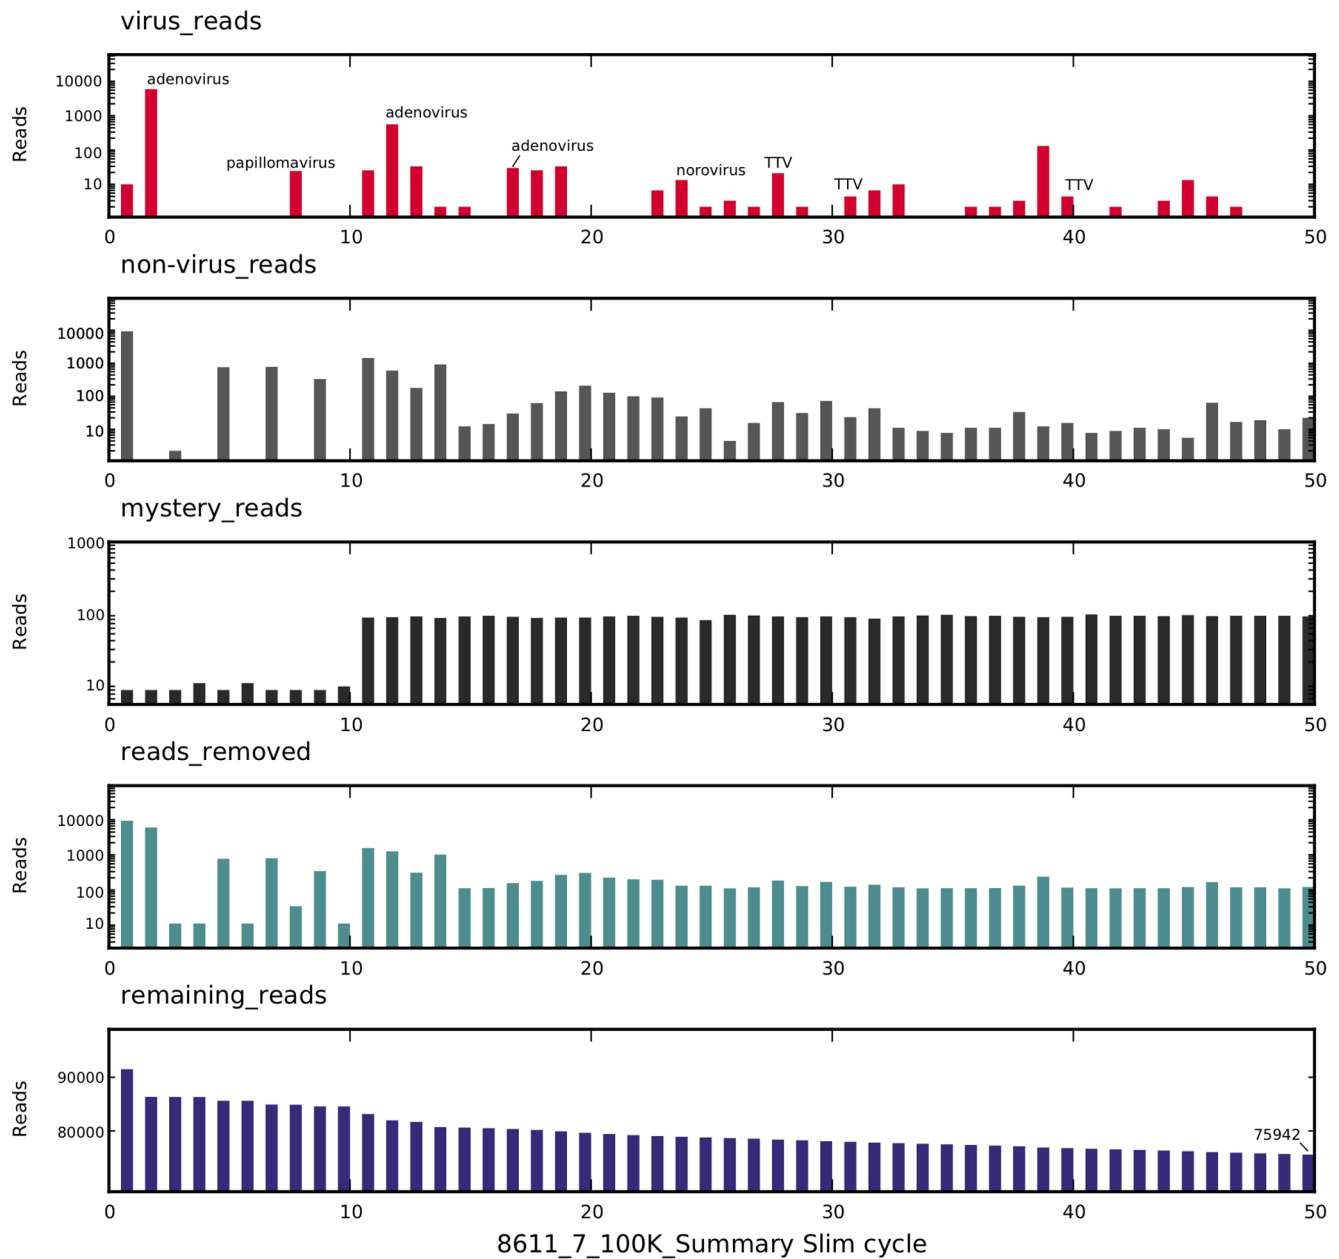 virus_reads
Reads
10000
1000
100
10
adenovirus
papillomavirus
adenovirus
adenovirus
norovirus
TTV
TTV
TTV
0 10 20 30 40 50
non-virus_reads
Reads
10000
1000
100
10
0 10 20 30 40 50
mystery_reads
Reads
1000
100
10
0 10 20 30 40 50
reads_removed
Reads
10000
1000
100
10
0 10 20 30 40 50
remaining_reads
Reads
90000
80000
75942
0 10 20 30 40 50
8611_7_100K_Summary Slim cycle